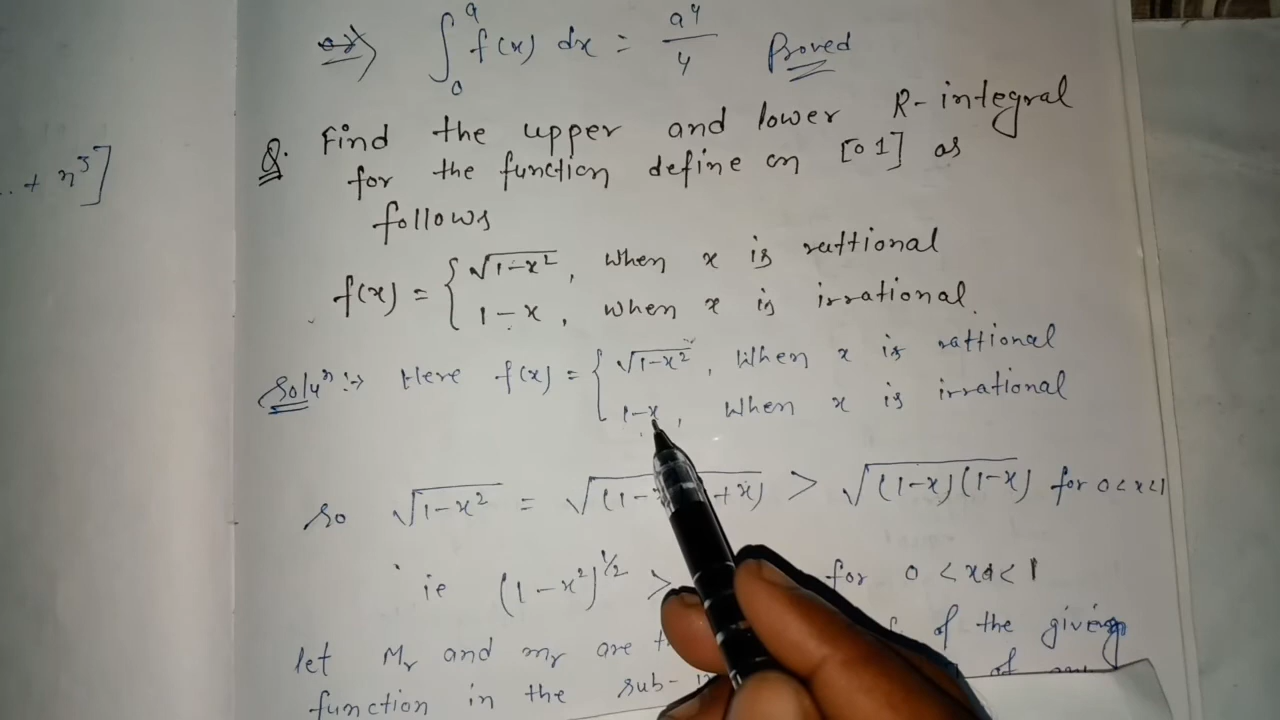 ⇒ ∫₀ᵃ f(x) dx = a⁴/4 Proved
.. + n³]
Q. Find the upper and lower R-integral
for the function define on [0 1] as
follows
f(x) = { √(1-x²), when x is rattional
1-x, when x is irrational.
Solyⁿ :→ Here f(x) = { √(1-x²), When x is rattional
1-x, When x is irrational
so √(1-x²) = √(1- +x) > √(1-x)(1-x) for 0<x<1
ie (1-x²)^1/2 > for 0 < x < 1
let Mr and mr are of the given
function in the sub- of